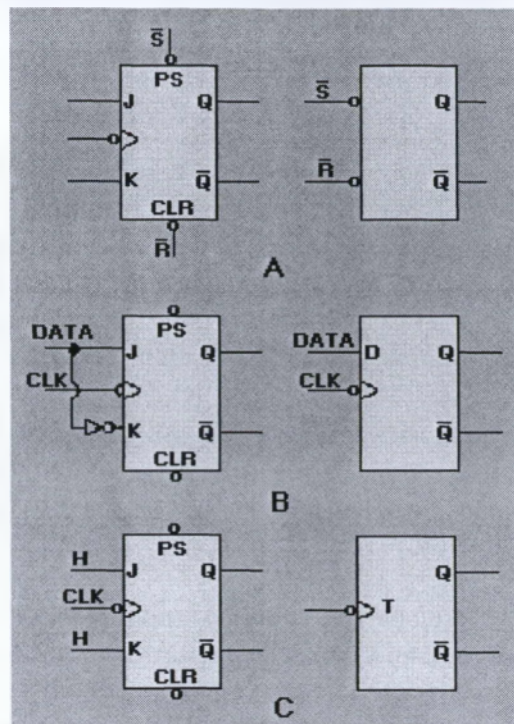 S̅
PS
J Q S̅ Q
K Q̅ R̅ Q̅
CLR
R̅
A
PS
DATA J Q DATA D Q
CLK CLK
K Q̅ Q̅
CLR
B
PS
H J Q Q
CLK T
H K Q̅ Q̅
CLR
C